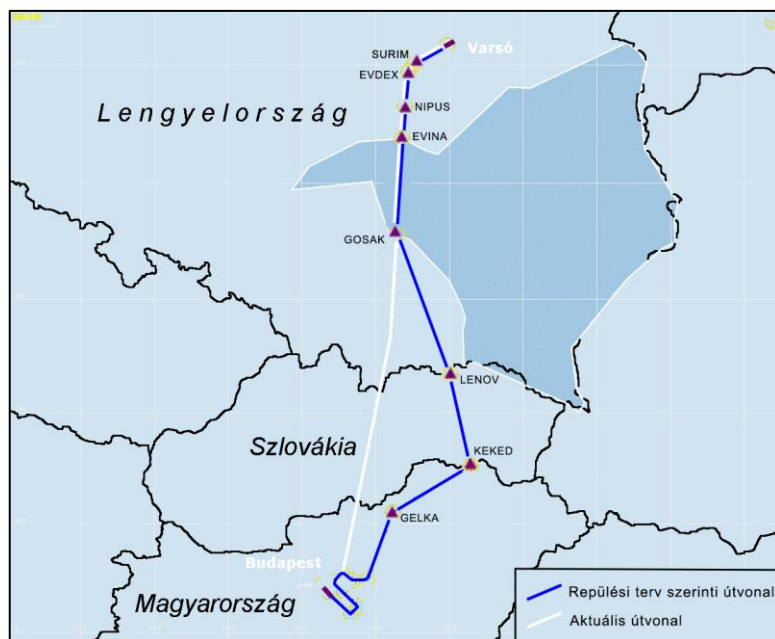 Varsó
SURIM
EVDEX
NIPUS
Lengyelország
EVINA
GOSAK
LENOV
KEKED
Szlovákia
GELKA
Budapest
Magyarország
Repülési terv szerinti útvonal
Aktuális útvonal